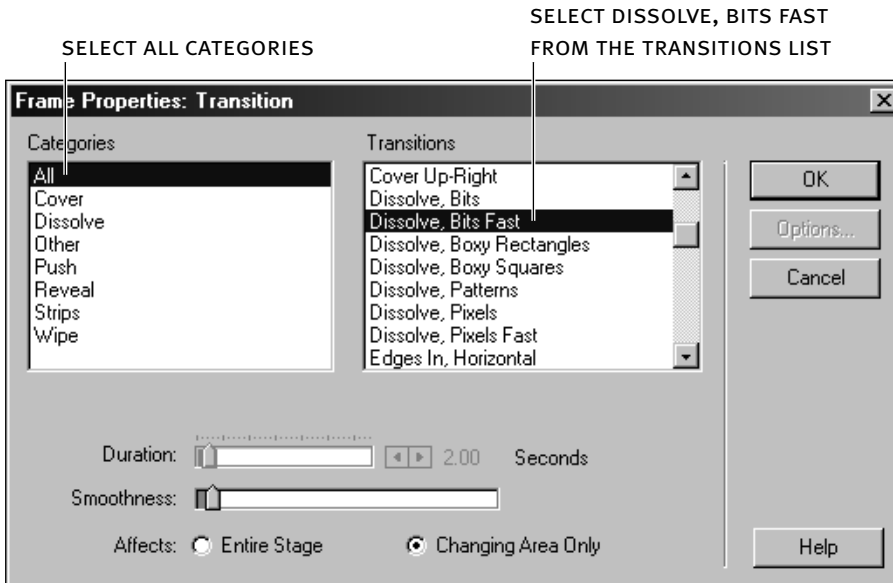 SELECT ALL CATEGORIES
SELECT DISSOLVE, BITS FAST
FROM THE TRANSITIONS LIST
Frame Properties: Transition
Categories
All
Cover
Dissolve
Other
Push
Reveal
Strips
Wipe
Transitions
Cover Up-Right
Dissolve, Bits
Dissolve, Bits Fast
Dissolve, Boxy Rectangles
Dissolve, Boxy Squares
Dissolve, Patterns
Dissolve, Pixels
Dissolve, Pixels Fast
Edges In, Horizontal
OK
Options...
Cancel
Duration: 2.00 Seconds
Smoothness:
Affects: Entire Stage Changing Area Only
Help